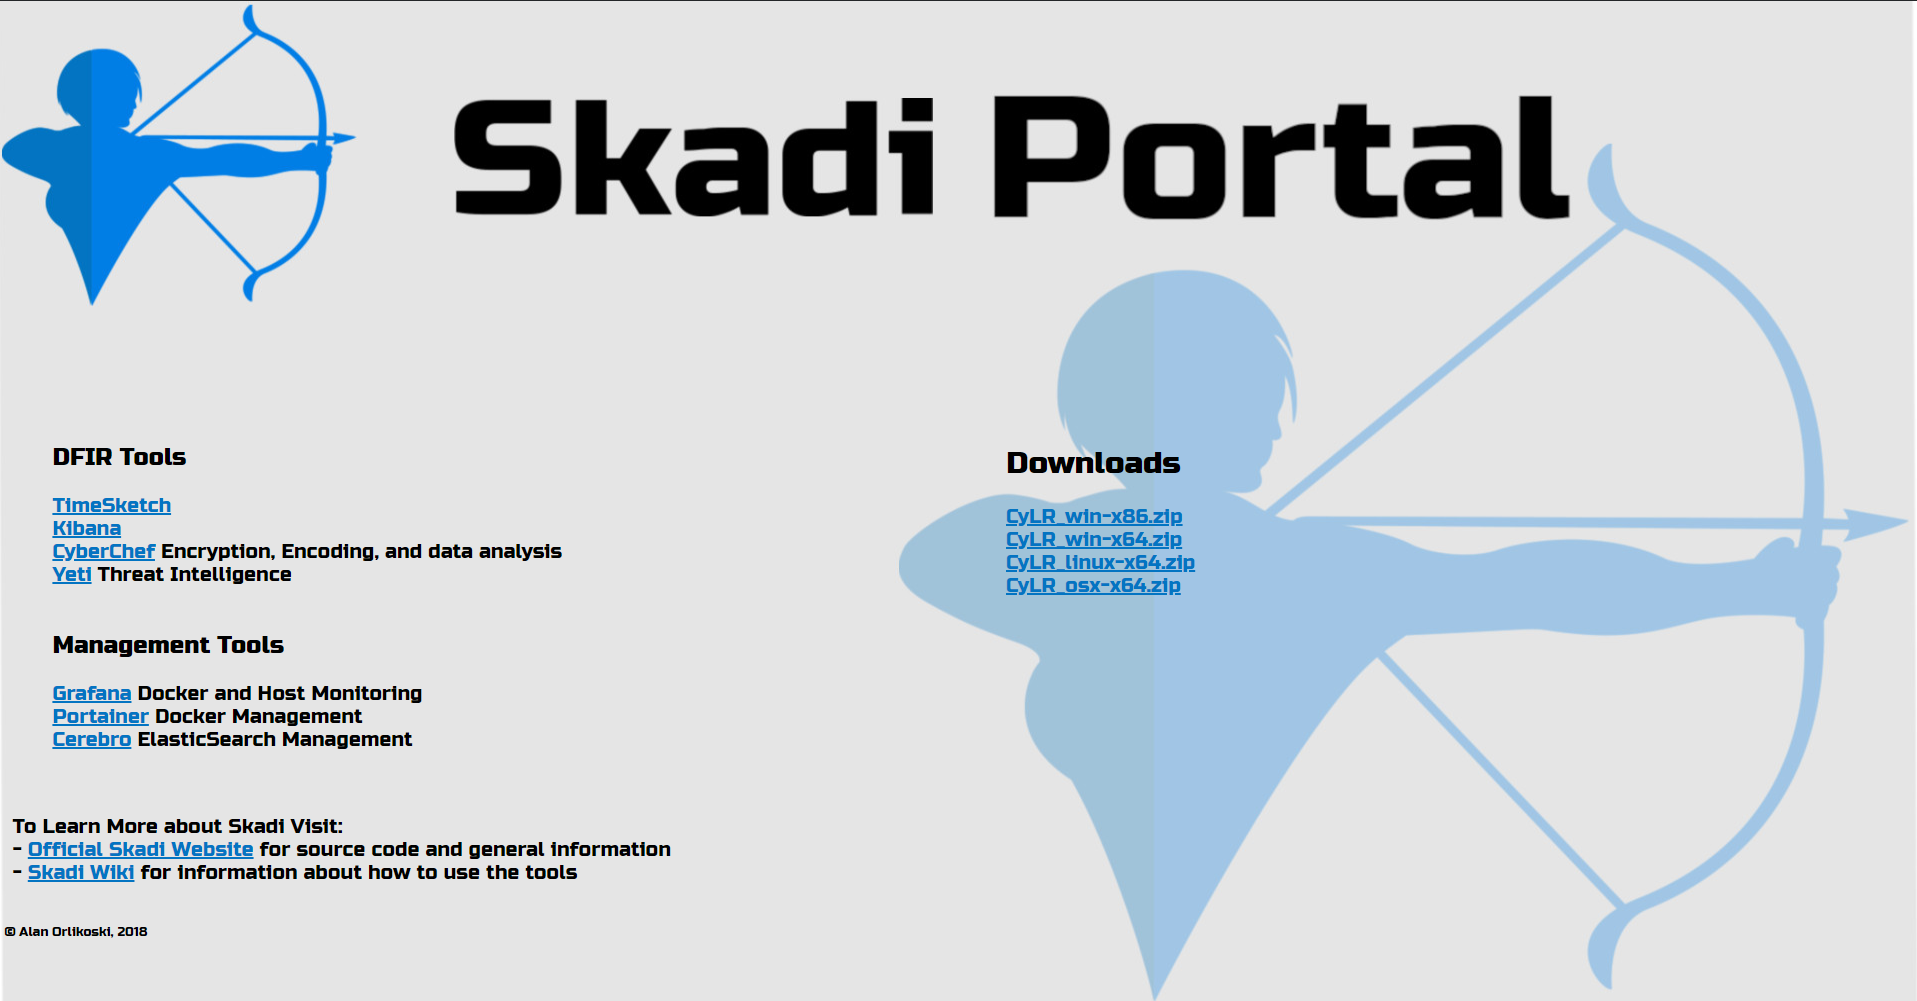 Skadi Portal
DFIR Tools
TimeSketch
Kibana
CyberChef Encryption, Encoding, and data analysis
Yeti Threat Intelligence
Management Tools
Grafana Docker and Host Monitoring
Portainer Docker Management
Cerebro ElasticSearch Management
Downloads
CyLR_win-x86.zip
CyLR_win-x64.zip
CyLR_linux-x64.zip
CyLR_osx-x64.zip
To Learn More about Skadi Visit:
- Official Skadi Website for source code and general information
- Skadi Wiki for information about how to use the tools
© Alan Orlikoski, 2018